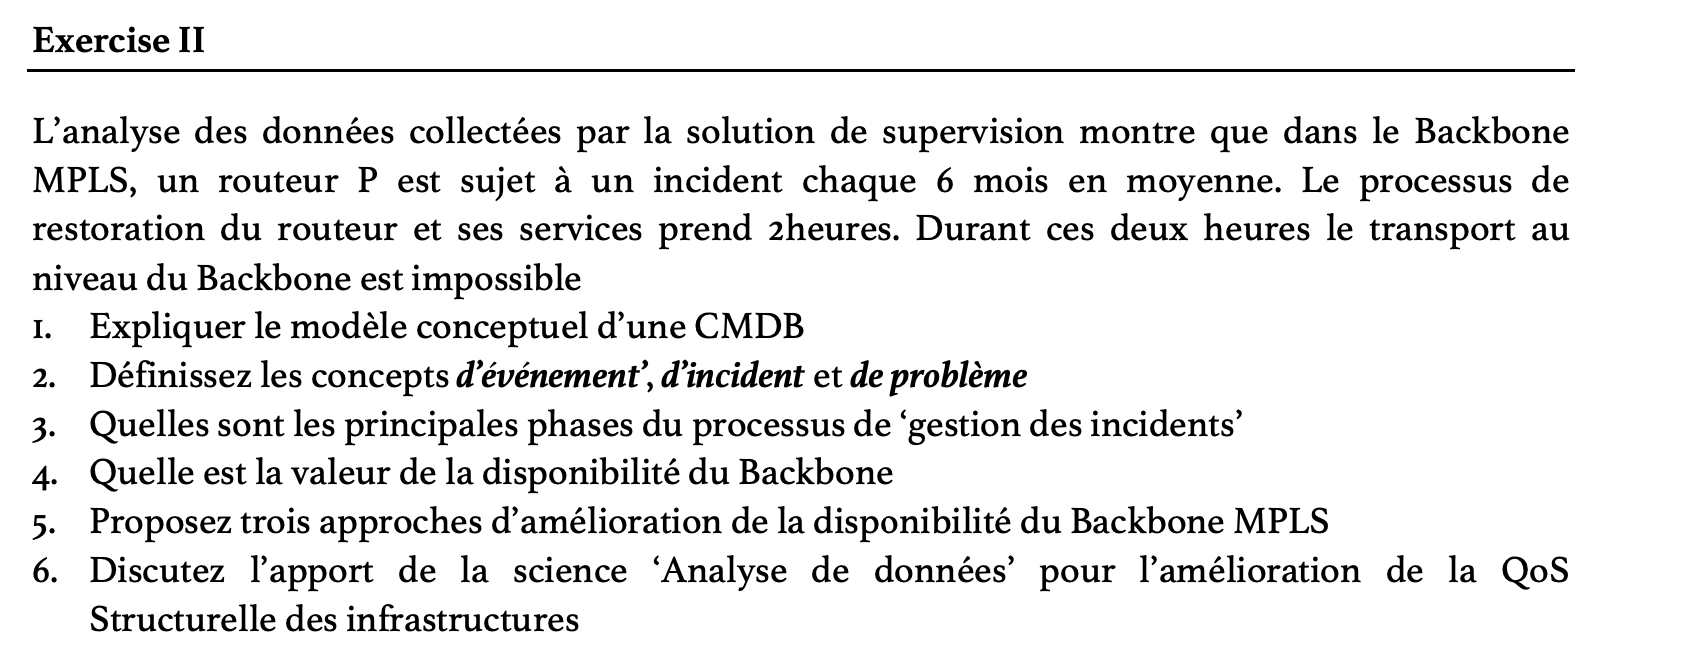 Exercise II
L’analyse des données collectées par la solution de supervision montre que dans le Backbone
MPLS, un routeur P est sujet à un incident chaque 6 mois en moyenne. Le processus de
restoration du routeur et ses services prend 2heures. Durant ces deux heures le transport au
niveau du Backbone est impossible
1. Expliquer le modèle conceptuel d’une CMDB
2. Définissez les concepts d’événement’, d’incident et de problème
3. Quelles sont les principales phases du processus de ‘gestion des incidents’
4. Quelle est la valeur de la disponibilité du Backbone
5. Proposez trois approches d’amélioration de la disponibilité du Backbone MPLS
6. Discutez l’apport de la science ‘Analyse de données’ pour l’amélioration de la QoS
Structurelle des infrastructures